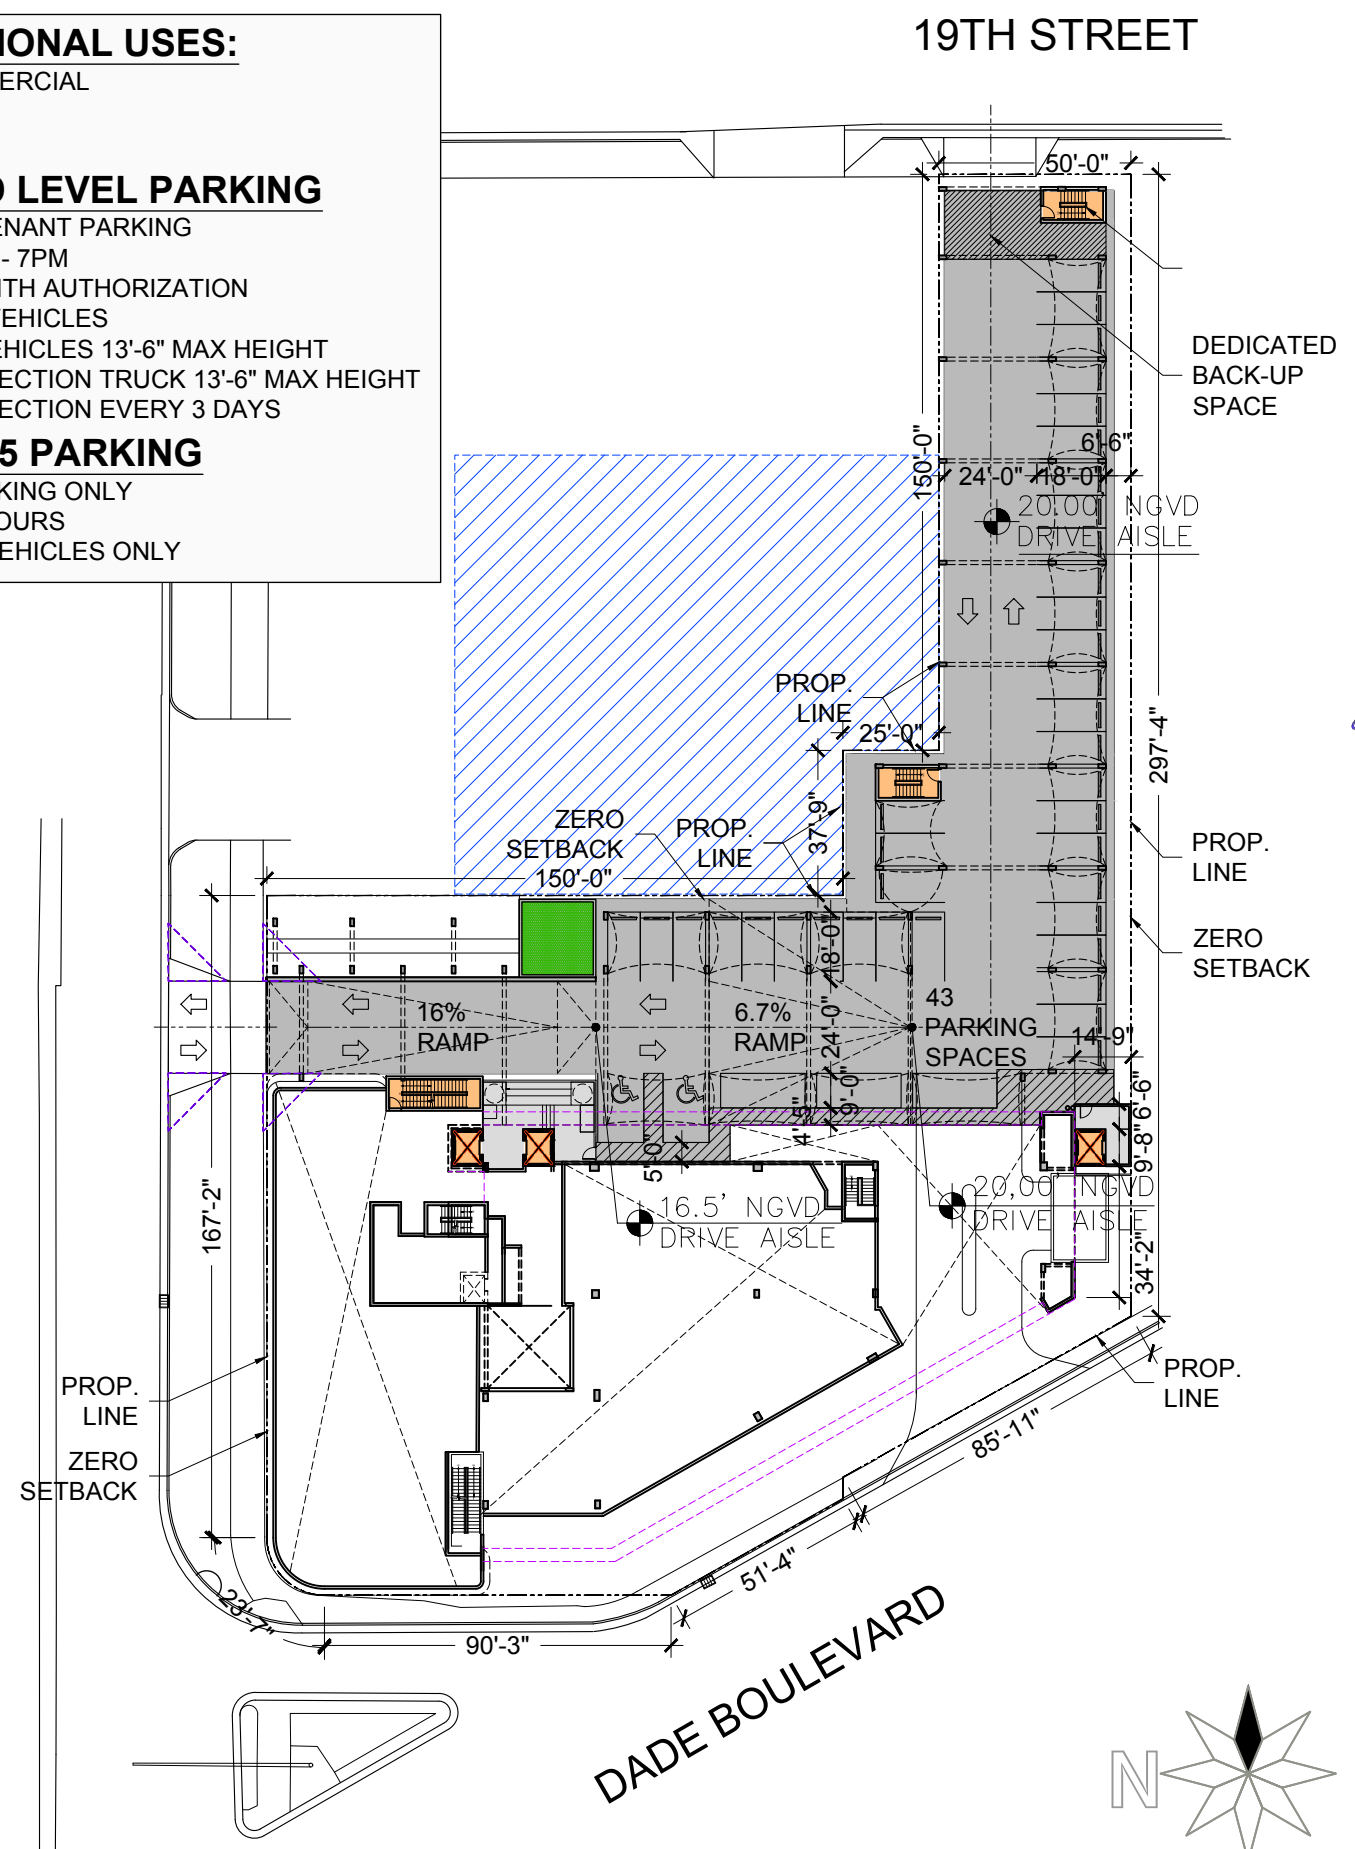 19TH STREET
IONAL USES:
ERCIAL
LEVEL PARKING
ENANT PARKING
- 7PM
ITH AUTHORIZATION
EHICLES
EHICLES 13'-6" MAX HEIGHT
ECTION TRUCK 13'-6" MAX HEIGHT
ECTION EVERY 3 DAYS
5 PARKING
KING ONLY
OURS
EHICLES ONLY
50'-0"
DEDICATED
BACK-UP
SPACE
150'-0"
6'-6"
24'-0"
18'-0"
20.00' NGVD
DRIVE AISLE
297'-4"
PROP.
LINE
25'-0"
37'-9"
ZERO
SETBACK
PROP.
LINE
150'-0"
PROP.
LINE
ZERO
SETBACK
18'-0"
16%
RAMP
6.7%
RAMP
24'-0"
43
PARKING
SPACES
14'-9"
9'-0"
6'-6"
4'-5"
5'-0"
9'-8"
167'-2"
16.5' NGVD
DRIVE AISLE
20,00' NGVD
DRIVE AISLE
34'-2"
PROP.
LINE
ZERO
SETBACK
PROP.
LINE
85'-11"
51'-4"
23'-7"
90'-3"
DADE BOULEVARD
N